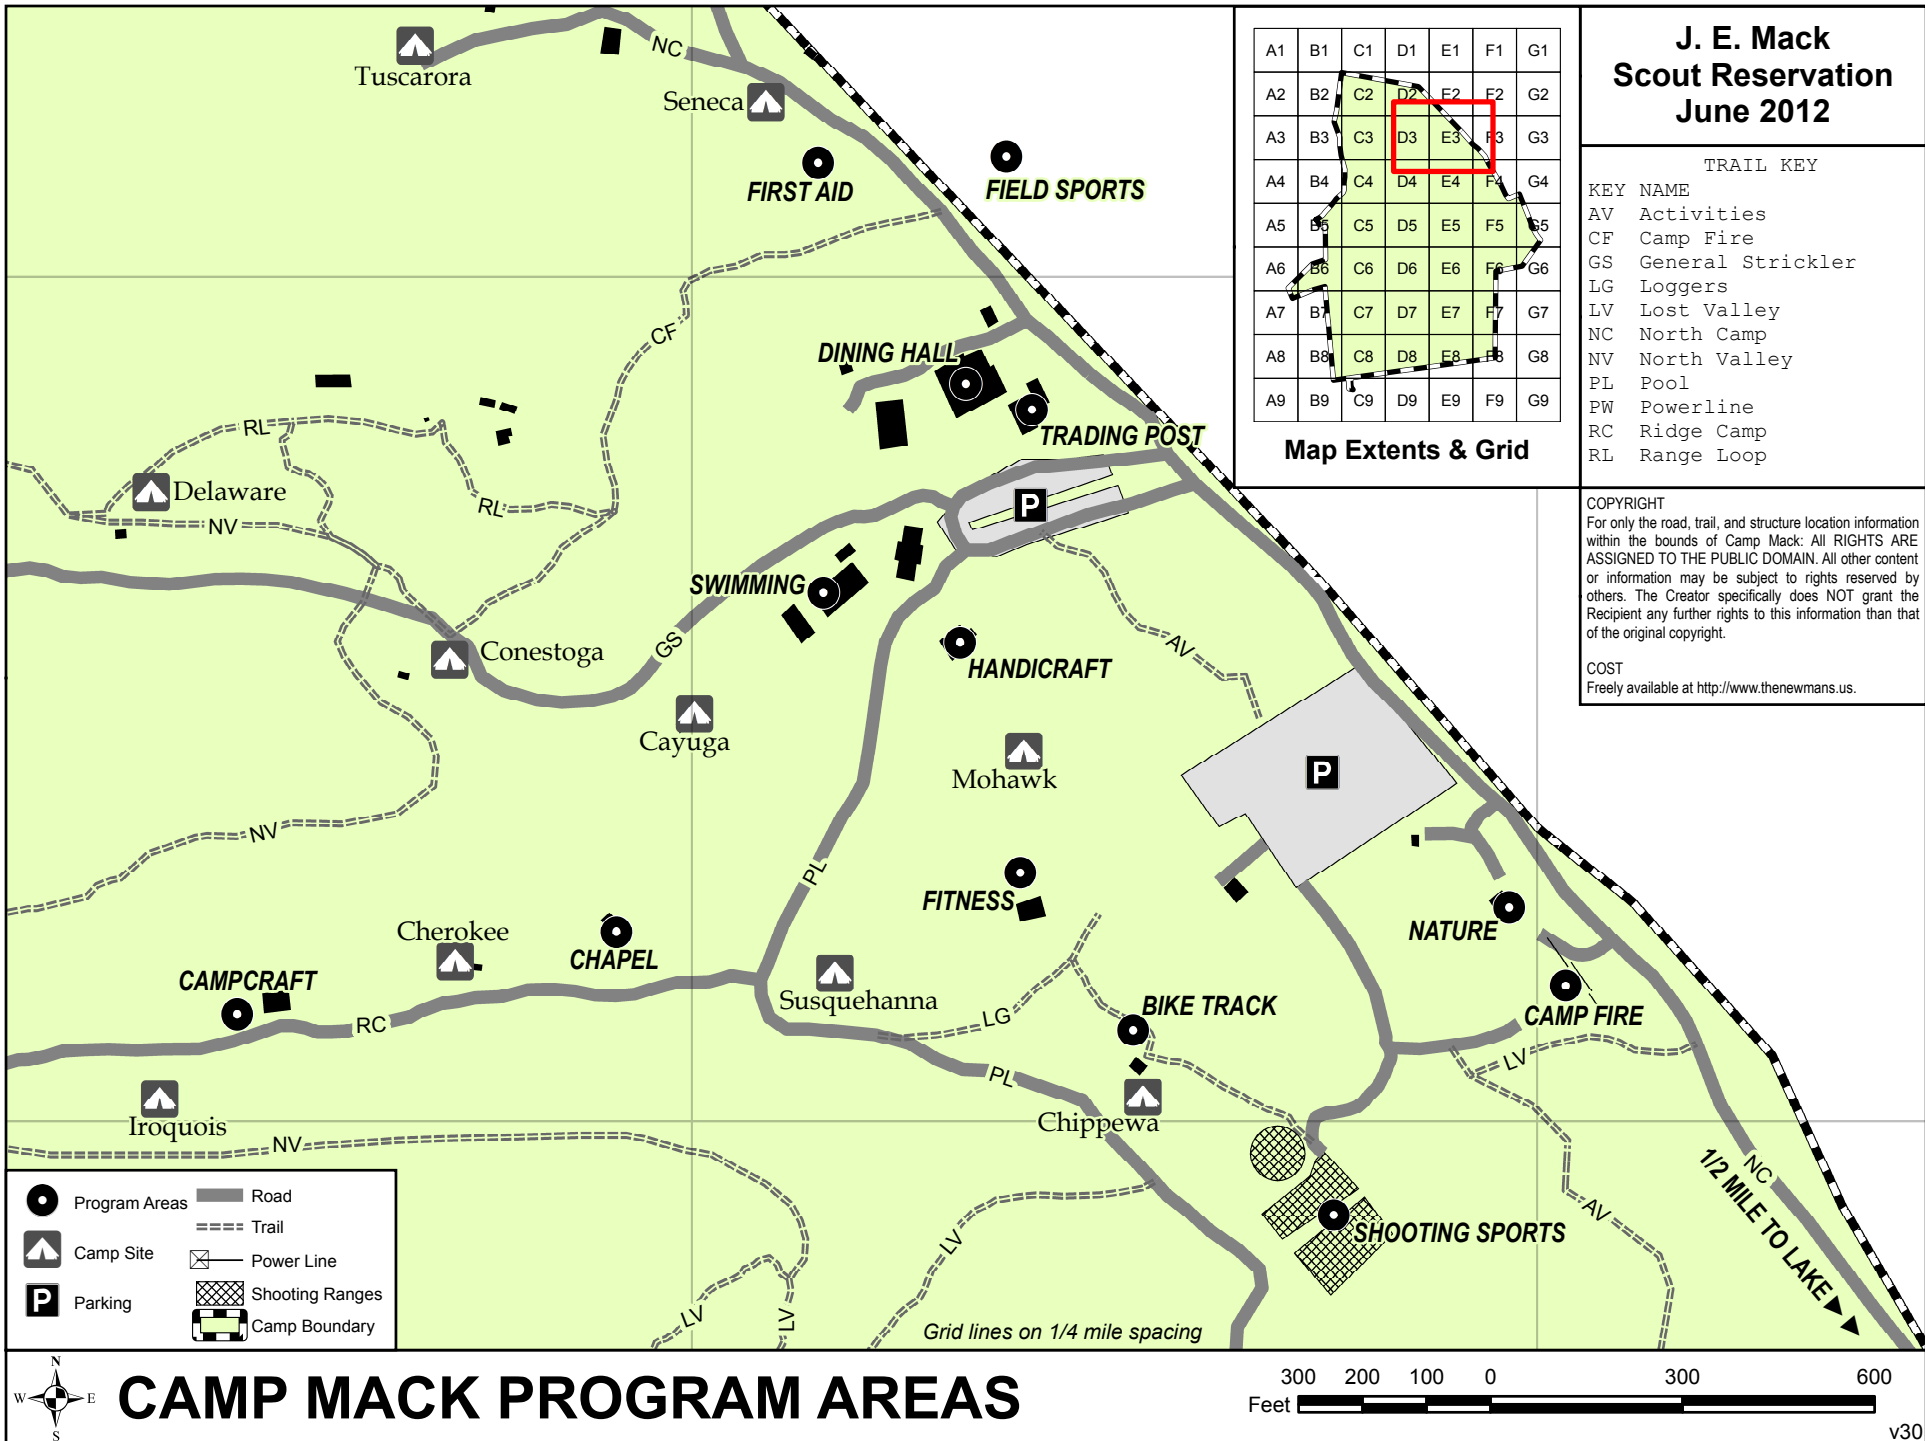 Tuscarora
NC
Seneca
FIRST AID
FIELD SPORTS
CF
DINING HALL
TRADING POST
RL
Delaware
RL
NV
P
SWIMMING
Conestoga
GS
HANDICRAFT
AV
Cayuga
Mohawk
P
NV
PL
FITNESS
NATURE
Cherokee
CHAPEL
CAMPCRAFT
Susquehanna
BIKE TRACK
CAMP FIRE
RC
LG
LV
PL
Iroquois
Chippewa
NV
NC
1/2 MILE TO LAKE
AV
SHOOTING SPORTS
LV
LV
LV
Grid lines on 1/4 mile spacing
A1 B1 C1 D1 E1 F1 G1
A2 B2 C2 D2 E2 F2 G2
A3 B3 C3 D3 E3 F3 G3
A4 B4 C4 D4 E4 F4 G4
A5 B5 C5 D5 E5 F5 G5
A6 B6 C6 D6 E6 F6 G6
A7 B7 C7 D7 E7 F7 G7
A8 B8 C8 D8 E8 F8 G8
A9 B9 C9 D9 E9 F9 G9
Map Extents & Grid
J. E. Mack
Scout Reservation
June 2012
TRAIL KEY
KEY NAME
AV Activities
CF Camp Fire
GS General Strickler
LG Loggers
LV Lost Valley
NC North Camp
NV North Valley
PL Pool
PW Powerline
RC Ridge Camp
RL Range Loop
COPYRIGHT
For only the road, trail, and structure location information
within the bounds of Camp Mack: All RIGHTS ARE
ASSIGNED TO THE PUBLIC DOMAIN. All other content
or information may be subject to rights reserved by
others. The Creator specifically does NOT grant the
Recipient any further rights to this information than that
of the original copyright.
COST
Freely available at http://www.thenewmans.us.
Program Areas
Road
Trail
Camp Site
Power Line
P
Parking
Shooting Ranges
Camp Boundary
N
W E
S
CAMP MACK PROGRAM AREAS
300 200 100 0 300 600
Feet
v30